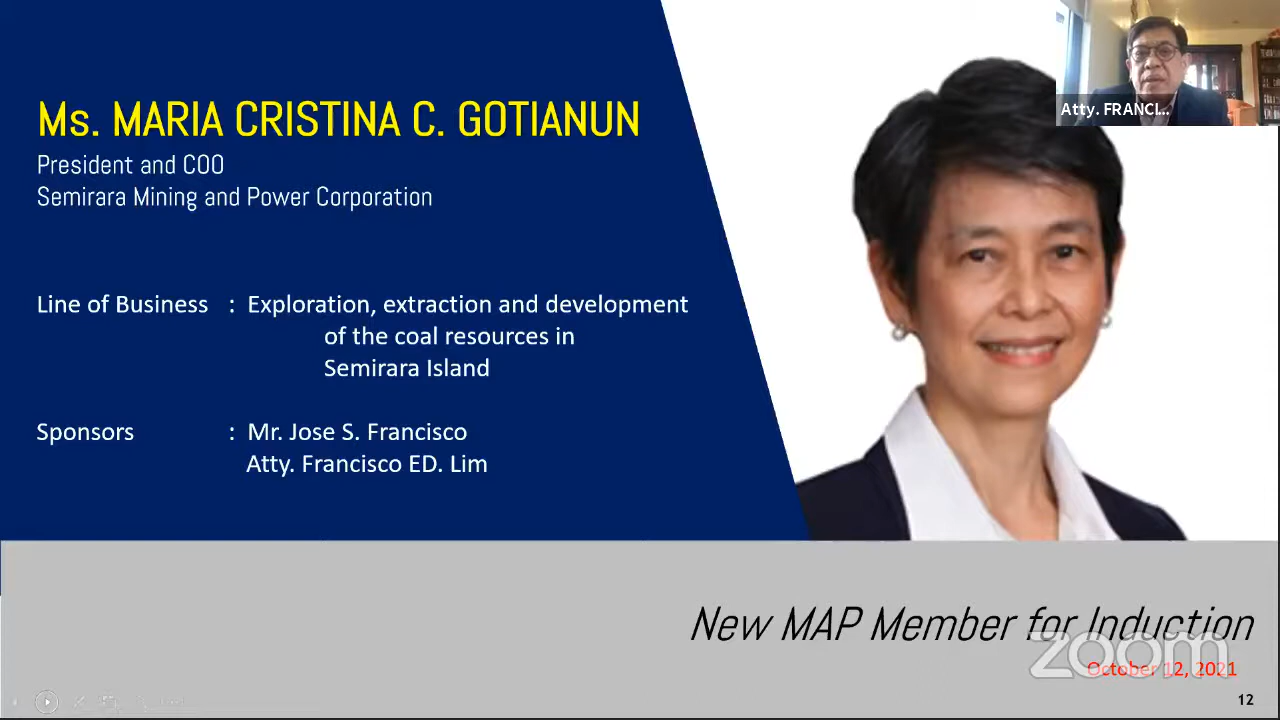 Atty. FRANCI...
Ms. MARIA CRISTINA C. GOTIANUN
President and COO
Semirara Mining and Power Corporation
Line of Business : Exploration, extraction and development
of the coal resources in
Semirara Island
Sponsors : Mr. Jose S. Francisco
Atty. Francisco ED. Lim
New MAP Member for Induction
zoom
October 12, 2021
12